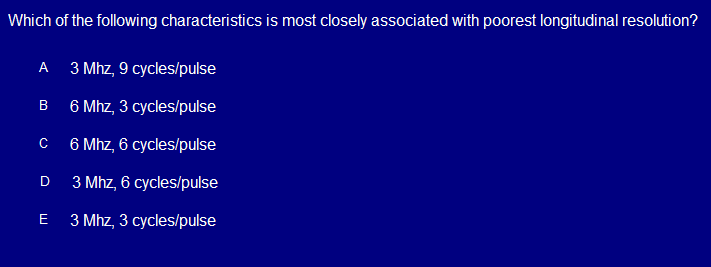 Which of the following characteristics is most closely associated with poorest longitudinal resolution?
A 3 Mhz, 9 cycles/pulse
B 6 Mhz, 3 cycles/pulse
C 6 Mhz, 6 cycles/pulse
D 3 Mhz, 6 cycles/pulse
E 3 Mhz, 3 cycles/pulse